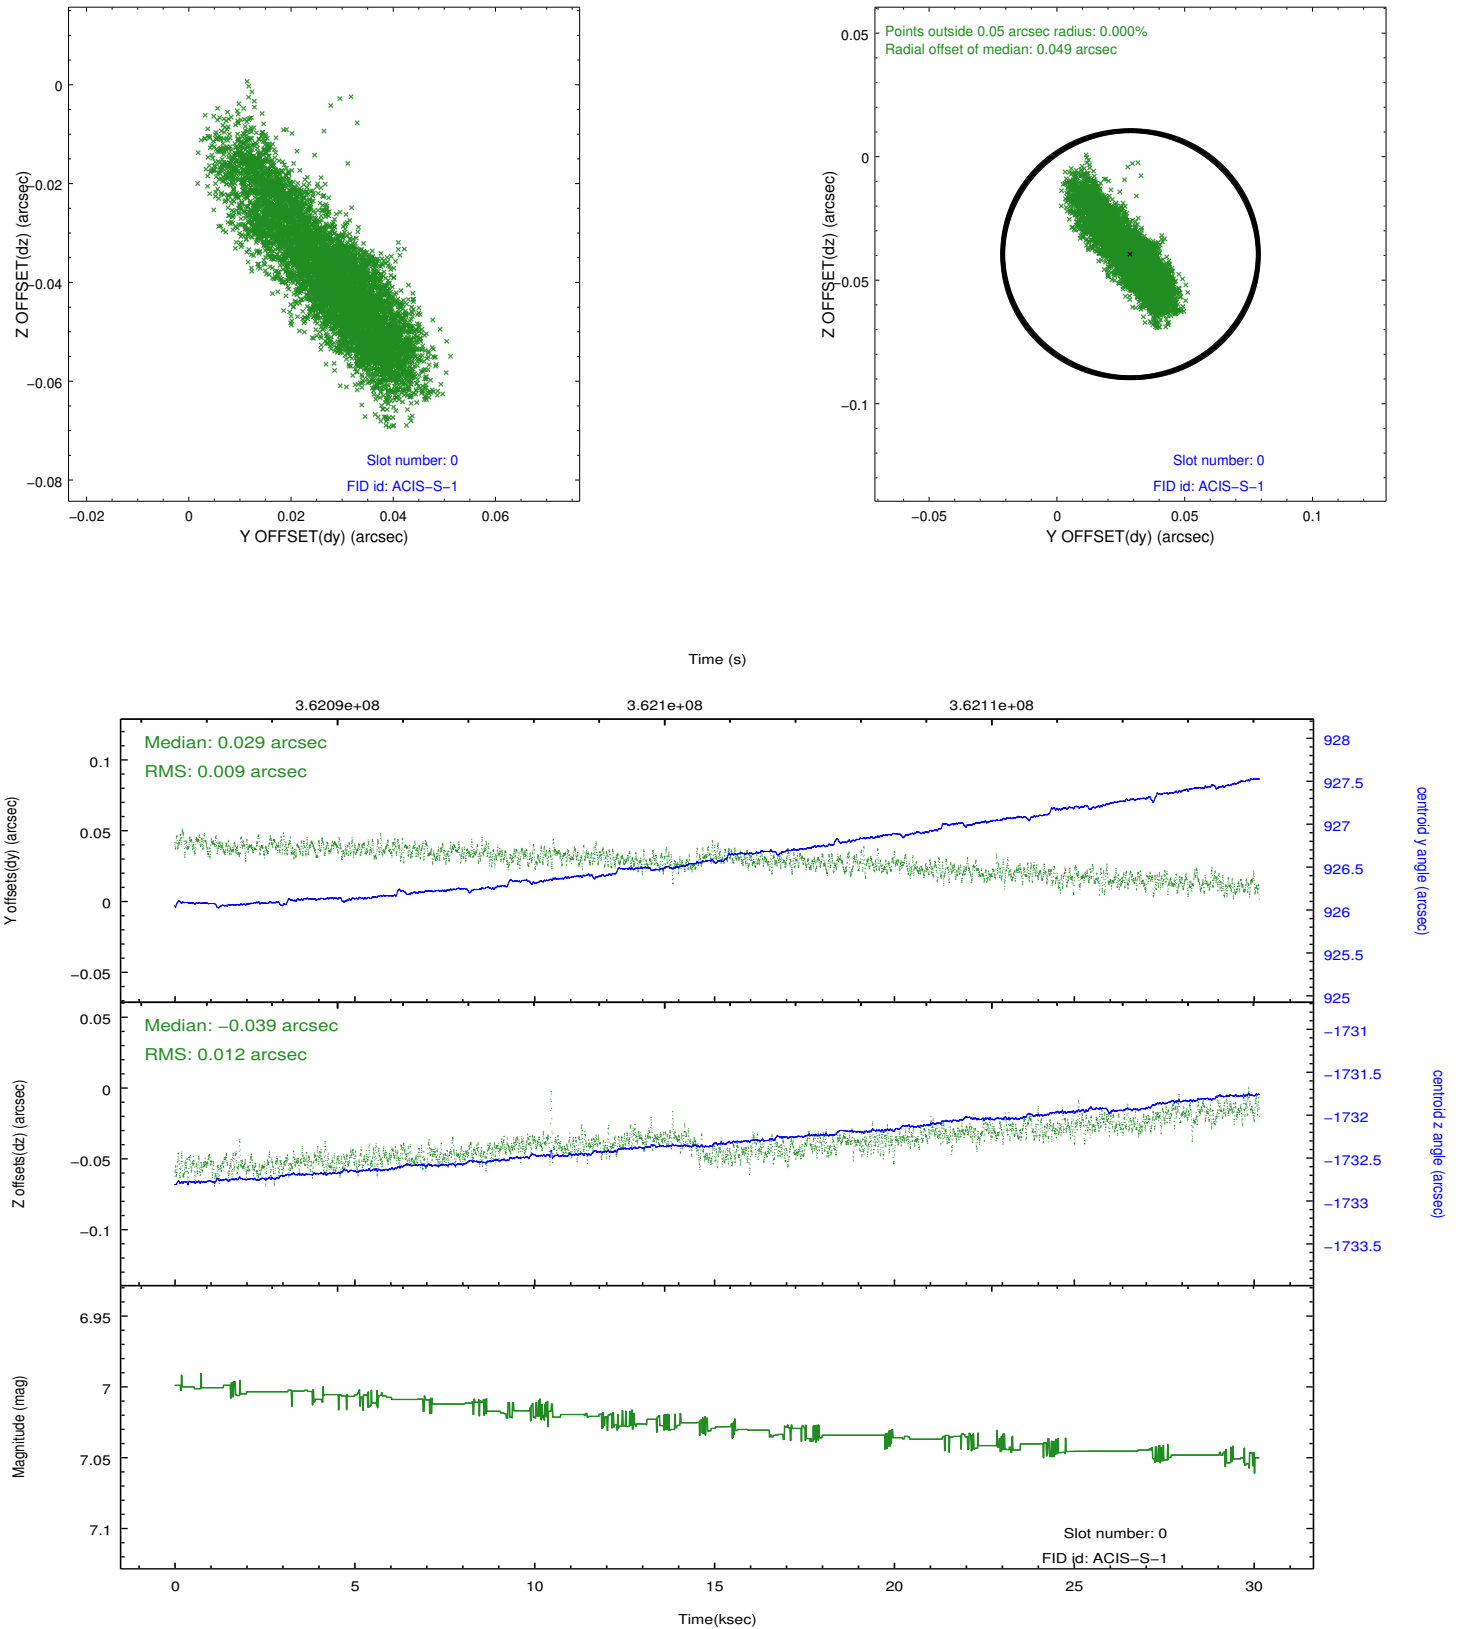 0
−0.02
−0.04
−0.06
−0.08
Z OFFSET(dz) (arcsec)
Slot number: 0
FID id: ACIS−S−1
−0.02
0
0.02
0.04
0.06
Y OFFSET(dy) (arcsec)
Points outside 0.05 arcsec radius: 0.000%
Radial offset of median: 0.049 arcsec
0.05
0
−0.05
−0.1
Z OFFSET(dz) (arcsec)
Slot number: 0
FID id: ACIS−S−1
−0.05
0
0.05
0.1
Y OFFSET(dy) (arcsec)
Time (s)
3.6209e+08
3.621e+08
3.6211e+08
Median: 0.029 arcsec
RMS: 0.009 arcsec
0.1
0.05
0
−0.05
Y offsets(dy) (arcsec)
928
927.5
927
926.5
926
925.5
925
centroid y angle (arcsec)
Median: −0.039 arcsec
RMS: 0.012 arcsec
0.05
0
−0.05
−0.1
Z offsets(dz) (arcsec)
−1731
−1731.5
−1732
−1732.5
−1733
−1733.5
centroid z angle (arcsec)
6.95
7
7.05
7.1
Magnitude (mag)
Slot number: 0
FID id: ACIS−S−1
0
5
10
15
20
25
30
Time(ksec)